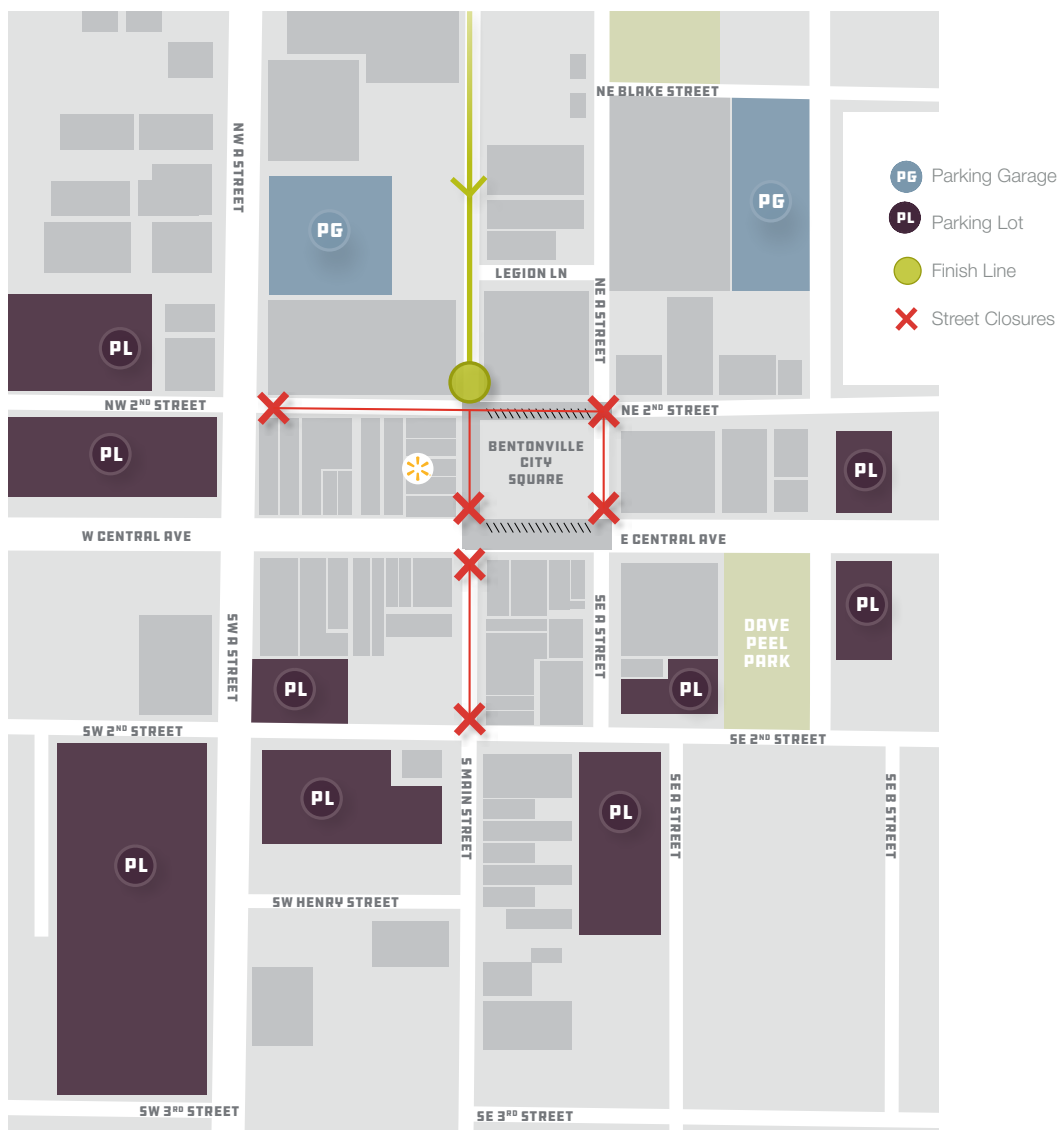 NE BLAKE STREET
NW A STREET
PG
Parking Garage
PG
PG
PL
Parking Lot
LEGION LN
Finish Line
NE A STREET
Street Closures
PL
NW 2ND STREET
NE 2ND STREET
BENTONVILLE
CITY
SQUARE
PL
PL
W CENTRAL AVE
E CENTRAL AVE
SW A STREET
SE A STREET
PL
DAVE
PEEL
PARK
PL
PL
SW 2ND STREET
SE 2ND STREET
S MAIN STREET
SE A STREET
SE B STREET
PL
PL
PL
SW HENRY STREET
SW 3RD STREET
SE 3RD STREET